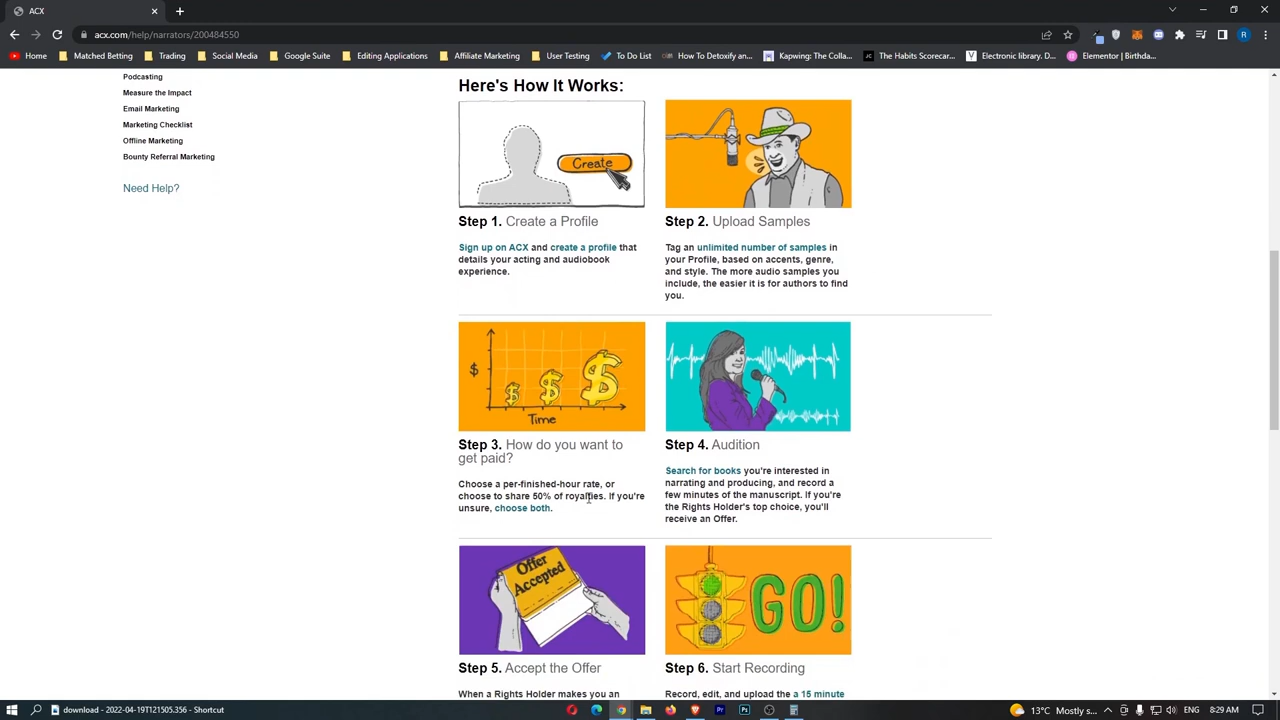 ACX
acx.com/help/narrators/200484550
Home
Matched Betting
Trading
Social Media
Google Suite
Editing Applications
Affiliate Marketing
User Testing
To Do List
How To Detoxify an...
Kapwing: The Colla...
The Habits Scorecar...
Electronic library. D...
Elementor | Birthda...
Podcasting
Measure the Impact
Email Marketing
Marketing Checklist
Offline Marketing
Bounty Referral Marketing
Need Help?
Here's How It Works:
Create
Step 1. Create a Profile
Sign up on ACX and create a profile that
details your acting and audiobook
experience.
Step 2. Upload Samples
Tag an unlimited number of samples in
your Profile, based on accents, genre,
and style. The more audio samples you
include, the easier it is for authors to find
you.
$
$ $ $
Time
Step 3. How do you want to
get paid?
Choose a per-finished-hour rate, or
choose to share 50% of royalties. If you're
unsure, choose both.
Step 4. Audition
Search for books you're interested in
narrating and producing, and record a
few minutes of the manuscript. If you're
the Rights Holder's top choice, you'll
receive an Offer.
Offer
Accepted
Step 5. Accept the Offer
When a Rights Holder makes you an
GO!
Step 6. Start Recording
Record, edit, and upload the a 15 minute
download - 2022-04-19T121505.356 - Shortcut
13°C Mostly s...
8:29 AM